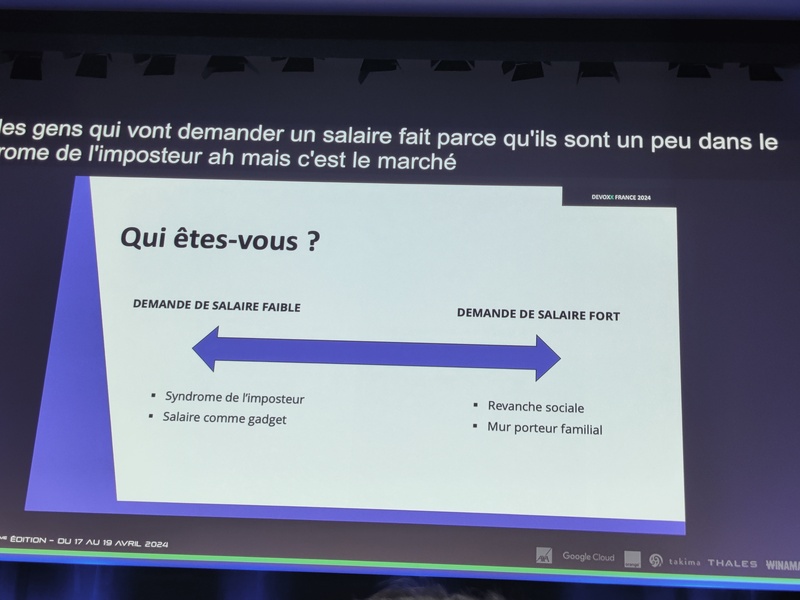 les gens qui vont demander un salaire fait parce qu'ils sont un peu dans le
rome de l'imposteur ah mais c'est le marché
DEVOXX FRANCE 2024
Qui êtes-vous ?
DEMANDE DE SALAIRE FAIBLE
DEMANDE DE SALAIRE FORT
▪ Syndrome de l'imposteur
▪ Salaire comme gadget
▪ Revanche sociale
▪ Mur porteur familial
ÉDITION - DU 17 AU 19 AVRIL 2024
Google Cloud
takima
THALES
WINAMA